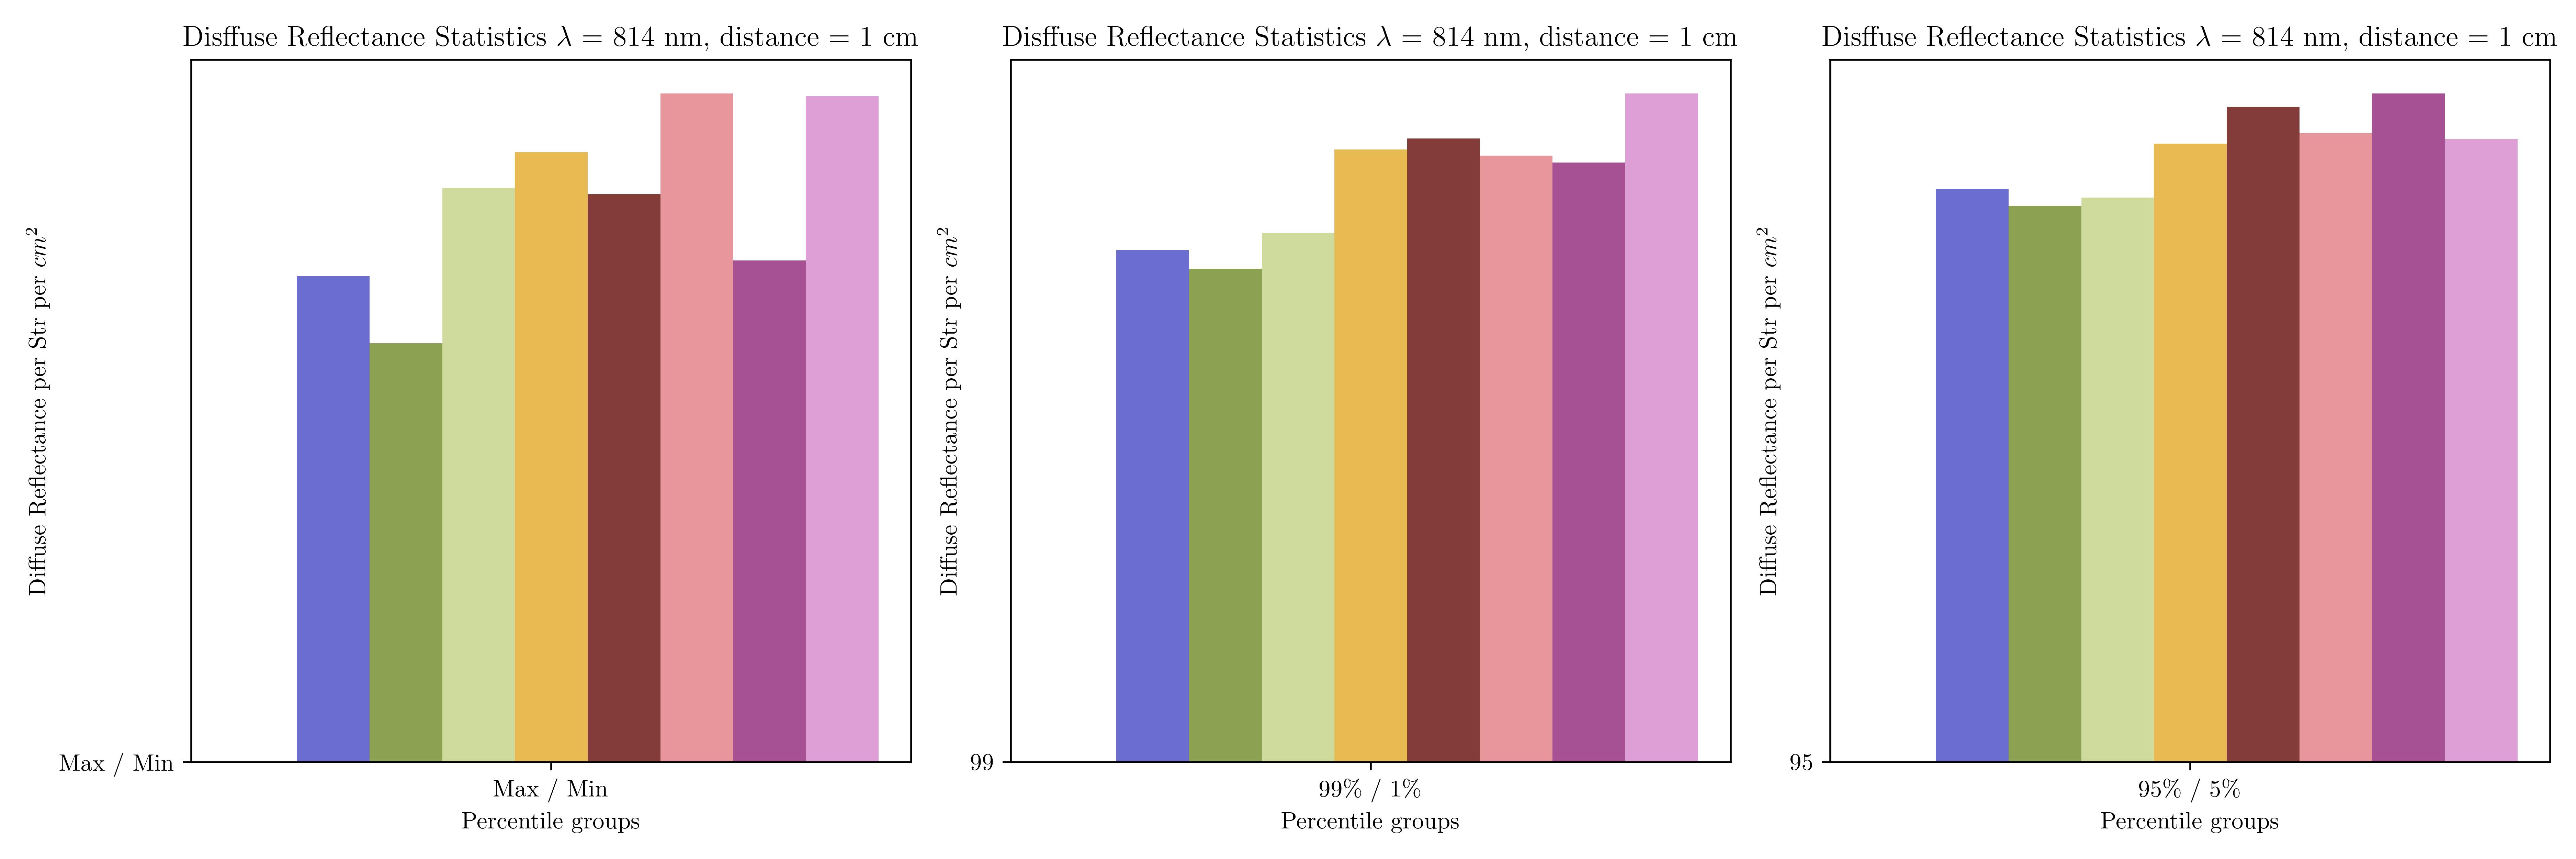 Disffuse Reflectance Statistics λ = 814 nm, distance = 1 cm
Diffuse Reflectance per Str per cm²
Max / Min
Max / Min
Percentile groups
Disffuse Reflectance Statistics λ = 814 nm, distance = 1 cm
Diffuse Reflectance per Str per cm²
99
99% / 1%
Percentile groups
Disffuse Reflectance Statistics λ = 814 nm, distance = 1 cm
Diffuse Reflectance per Str per cm²
95
95% / 5%
Percentile groups